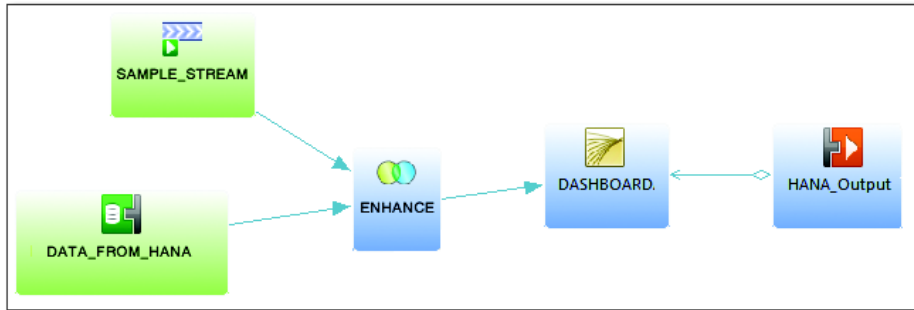 SAMPLE_STREAM
DATA_FROM_HANA
ENHANCE
DASHBOARD.
HANA_Output